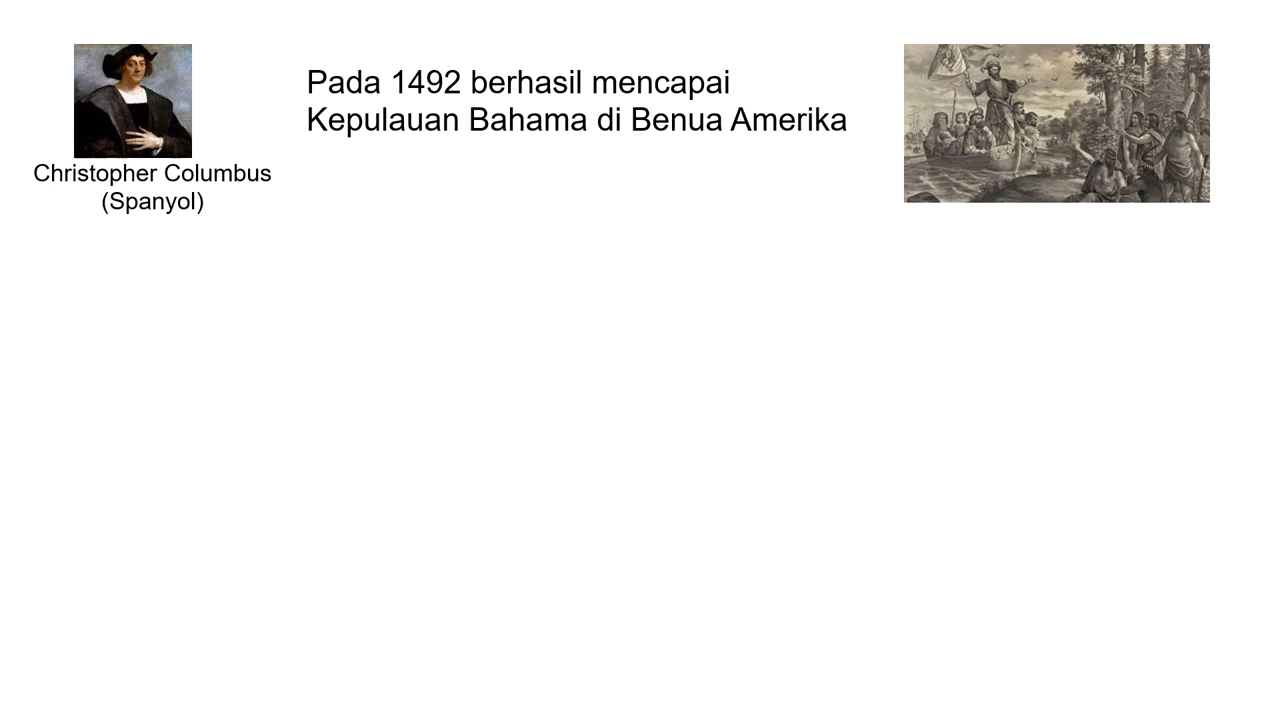 Pada 1492 berhasil mencapai
Kepulauan Bahama di Benua Amerika
Christopher Columbus
(Spanyol)